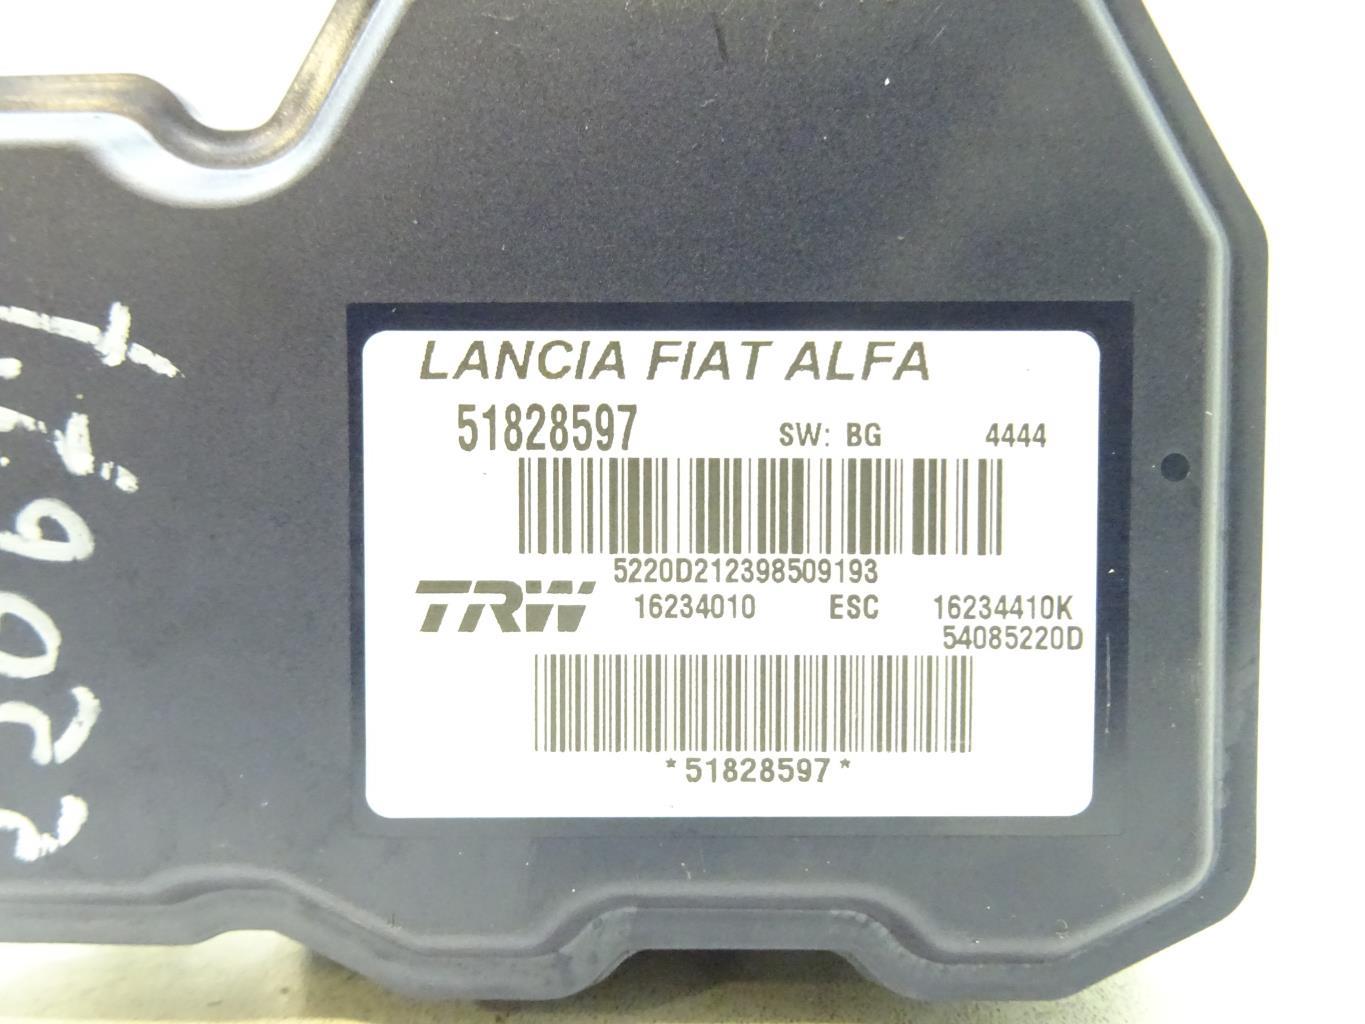 LANCIA FIAT ALFA
51828597 SW: BG 4444
5220D212398509193
TRW 16234010 ESC 16234410K
54085220D
*51828597*